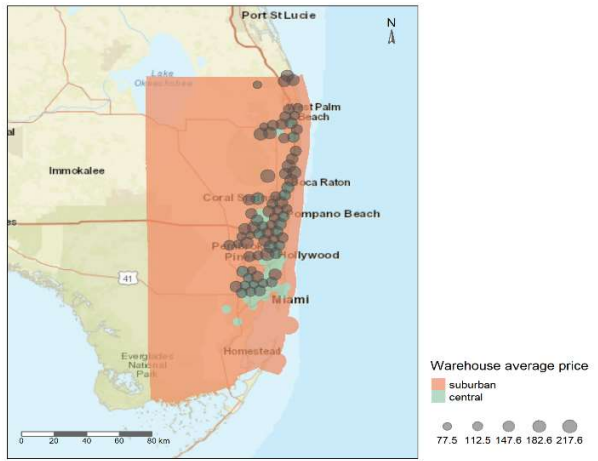 Port St Lucie
N
Lake
Okeechobee
West Palm
Beach
al
Immokalee
Boca Raton
Coral
es
Pompano Beach
Pembroke
Pines
Hollywood
41
Miami
Everglades
National
Park
Homestead
0 20 40 60 80 km
Warehouse average price
suburban
central
77.5 112.5 147.6 182.6 217.6